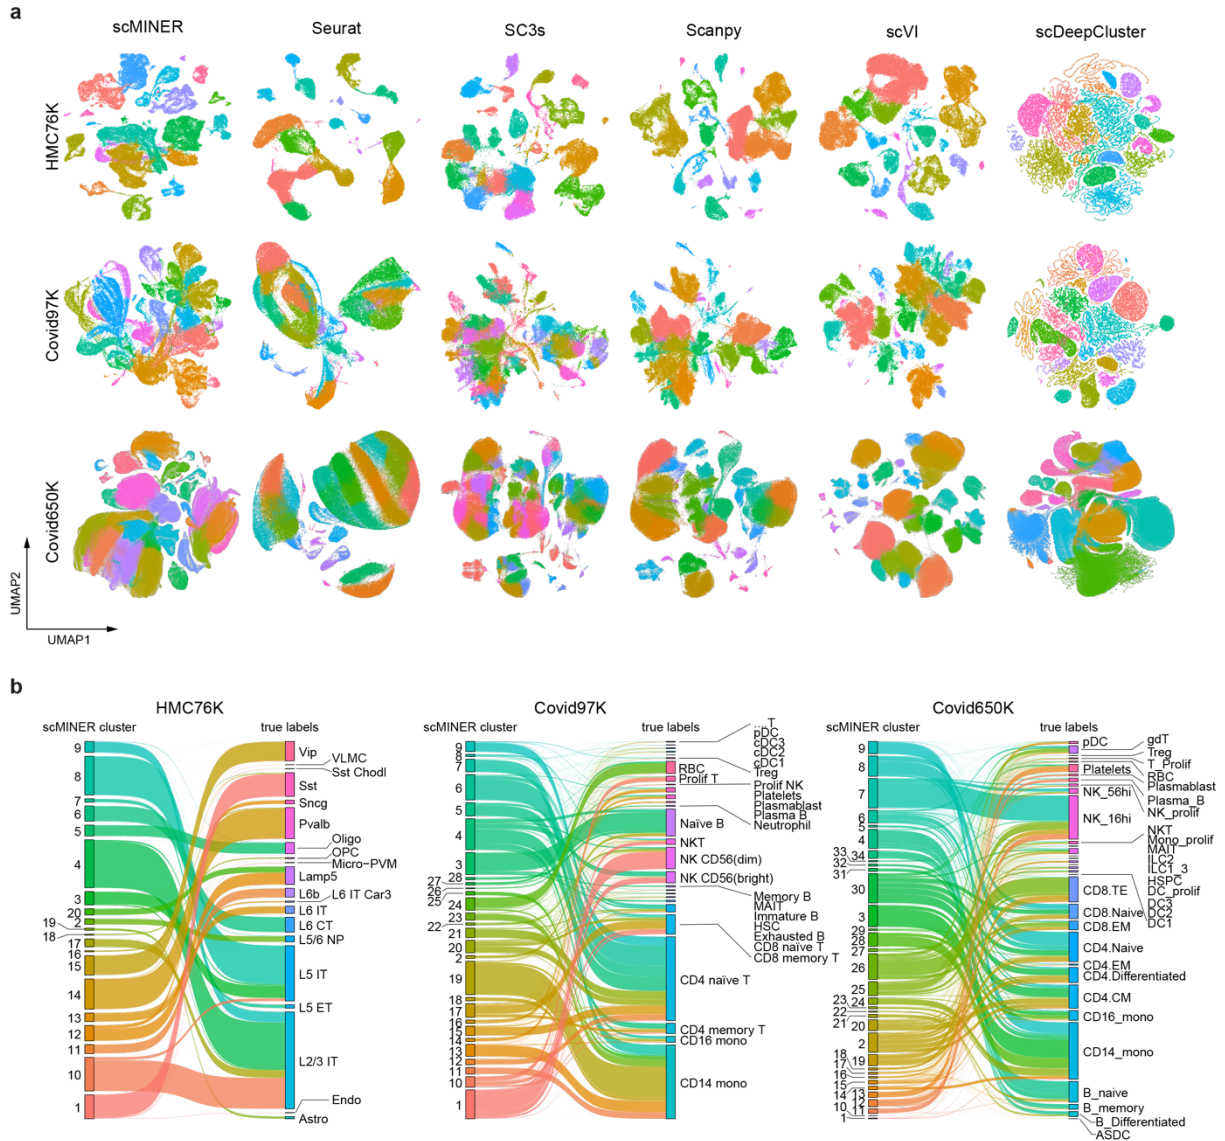 a
scMINER
Seurat
SC3s
Scanpy
scVI
scDeepCluster
HMC76K
Covid97K
Covid650K
UMAP2
UMAP1
b
HMC76K
scMINER cluster
true labels
9
8
7
6
5
4
3
20
2
19
18
17
16
15
14
13
12
11
10
1
Vip
VLMC
Sst Chodl
Sst
Sncg
Pvalb
Oligo
OPC
Micro-PVM
Lamp5
L6b
L6 IT Car3
L6 IT
L6 CT
L5/6 NP
L5 IT
L5 ET
L2/3 IT
Endo
Astro
Covid97K
scMINER cluster
true labels
9
8
7
6
5
4
3
28
27
26
25
24
23
22
21
20
2
19
18
17
16
15
14
13
12
11
10
1
...T
pDC
cDC3
cDC2
cDC1
Treg
RBC
Prolif T
Prolif NK
Platelets
Plasmablast
Plasma B
Neutrophil
Naïve B
NKT
NK CD56(dim)
NK CD56(bright)
Memory B
MAIT
Immature B
HSC
Exhausted B
CD8 naïve T
CD8 memory T
CD4 naïve T
CD4 memory T
CD16 mono
CD14 mono
Covid650K
scMINER cluster
true labels
9
8
7
6
5
4
33
34
32
31
30
3
29
28
27
26
25
23
24
22
21
20
2
18
19
17
16
15
14
13
12
10
11
1
pDC
gdT
Treg
T_Prolif
Platelets
RBC
Plasmablast
NK_56hi
Plasma_B
NK_prolif
NK_16hi
NKT
Mono_prolif
MAIT
ILC2
ILC1_3
HSPC
DC_prolif
DC3
DC2
DC1
CD8.TE
CD8.Naive
CD8.EM
CD4.Naive
CD4.EM
CD4.Differentiated
CD4.CM
CD16_mono
CD14_mono
B_naive
B_memory
B_Differentiated
ASDC